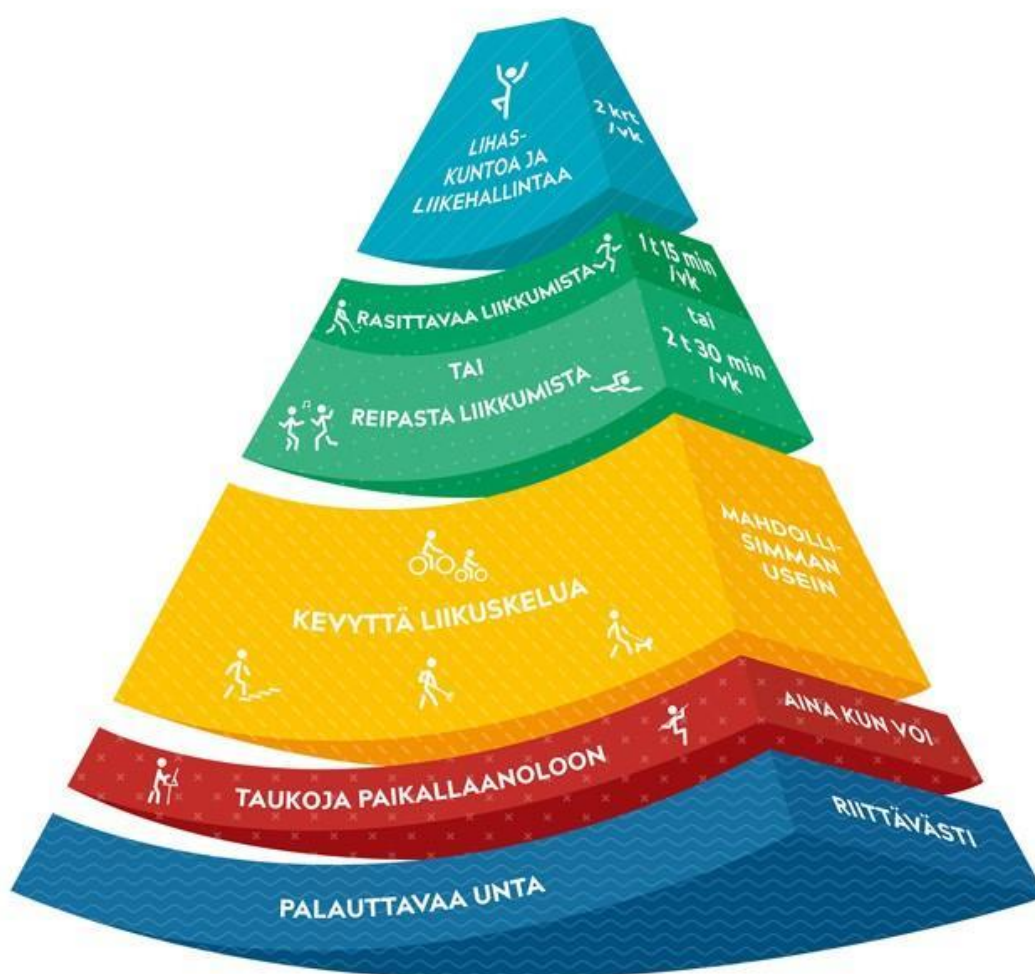 LIHAS-
KUNTOA JA
LIIKEHALLINTAA
2 krt
/vk
RASITTAVAA LIIKKUMISTA
1 t 15 min
/vk
TAI
tai
REIPASTA LIIKKUMISTA
2 t 30 min
/vk
KEVYTTÄ LIIKUSKELUA
MAHDOLLI-
SIMMAN
USEIN
TAUKOJA PAIKALLAANOLOON
AINA KUN VOI
PALAUTTAVAA UNTA
RIITTÄVÄSTI